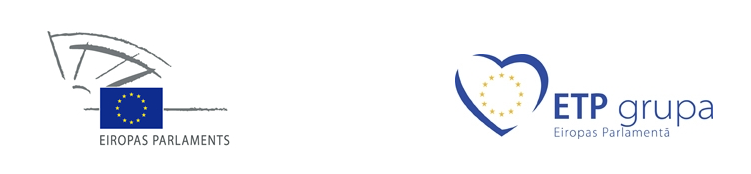 EIROPAS PARLAMENTS
ETP grupa
Eiropas Parlamentā